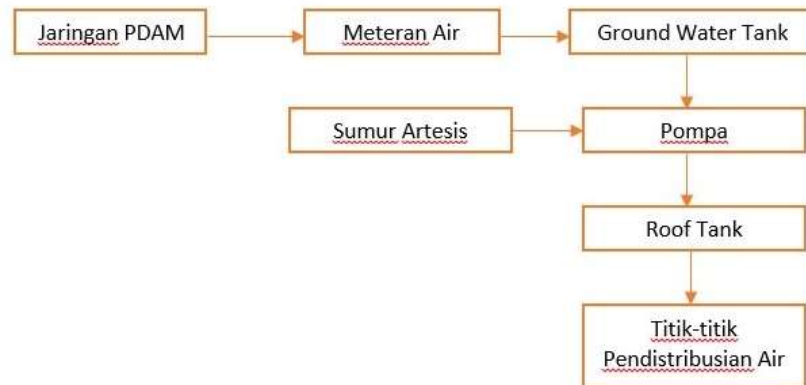 Jaringan PDAM
Meteran Air
Ground Water Tank
Sumur Artesis
Pompa
Roof Tank
Titik-titik
Pendistribusian Air